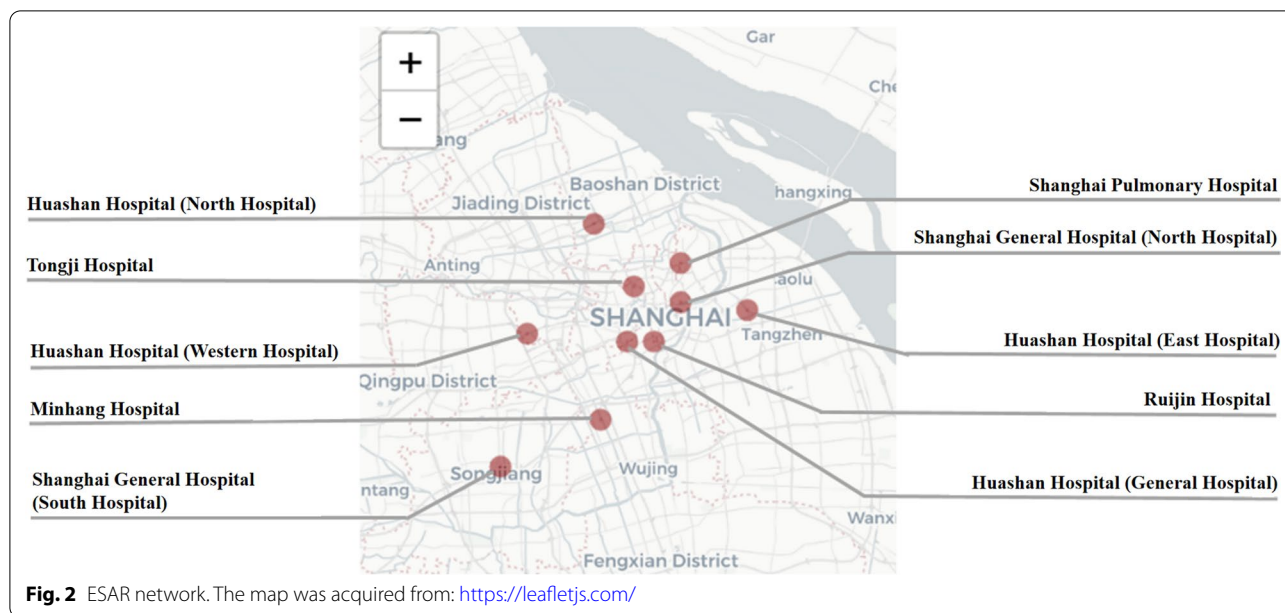 +
−
Gar
Che
ang
Baoshan District
hangxing
Shanghai Pulmonary Hospital
Huashan Hospital (North Hospital)
Jiading District
Shanghai General Hospital (North Hospital)
Tongji Hospital
Anting
aolu
SHANGHAI
Tangzhen
Huashan Hospital (Western Hospital)
Huashan Hospital (East Hospital)
Qingpu District
Minhang Hospital
Ruijin Hospital
Shanghai General Hospital
(South Hospital)
Songjiang
Wujing
Huashan Hospital (General Hospital)
ntang
Wanx
Fengxian District
Fig. 2 ESAR network. The map was acquired from: https://leafletjs.com/